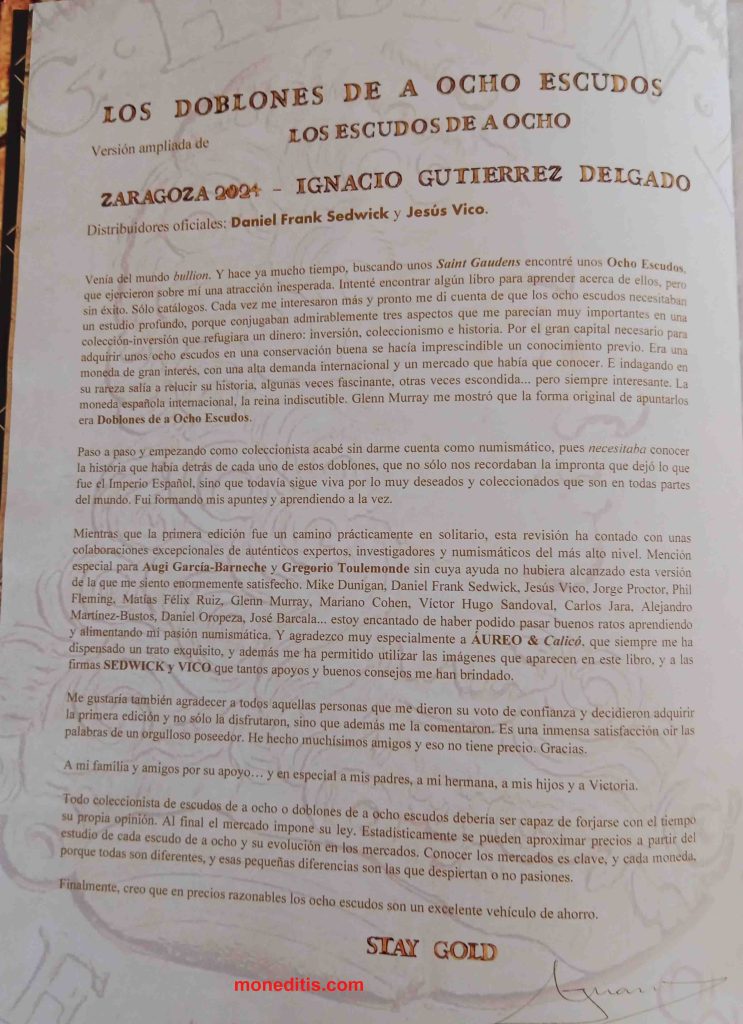 LOS DOBLONES DE A OCHO ESCUDOS
Versión ampliada de LOS ESCUDOS DE A OCHO
ZARAGOZA 2021 - IGNACIO GUTIERREZ DELGADO
Distribuidores oficiales: Daniel Frank Sedwick y Jesús Vico.
Venía del mundo bullion. Y hace ya mucho tiempo, buscando unos Saint Gaudens encontré unos Ocho Escudos,
que ejercieron sobre mí una atracción inesperada. Intenté encontrar algún libro para aprender acerca de ellos, pero
sin éxito. Sólo catálogos. Cada vez me interesaron más y pronto me di cuenta de que los ocho escudos necesitaban
un estudio profundo, porque conjugaban admirablemente tres aspectos que me parecían muy importantes en una
colección-inversión que refugiara un dinero: inversión, coleccionismo e historia. Por el gran capital necesario para
adquirir unos ocho escudos en una conservación buena se hacía imprescindible un conocimiento previo. Era una
moneda de gran interés, con una alta demanda internacional y un mercado que había que conocer. E indagando en
su rareza salía a relucir su historia, algunas veces fascinante, otras veces escondida... pero siempre interesante. La
moneda española internacional, la reina indiscutible. Glenn Murray me mostró que la forma original de apuntarlos
era Doblones de a Ocho Escudos.
Paso a paso y empezando como coleccionista acabé sin darme cuenta como numismático, pues necesitaba conocer
la historia que había detrás de cada uno de estos doblones, que no sólo nos recordaban la impronta que dejó lo que
fue el Imperio Español, sino que todavía sigue viva por lo muy deseados y coleccionados que son en todas partes
del mundo. Fui formando mis apuntes y aprendiendo a la vez.
Mientras que la primera edición fue un camino prácticamente en solitario, esta revisión ha contado con unas
colaboraciones excepcionales de auténticos expertos, investigadores y numismáticos del más alto nivel. Mención
especial para Augi García-Barneche y Gregorio Toulemonde sin cuya ayuda no hubiera alcanzado esta versión
de la que me siento enormemente satisfecho. Mike Dunigan, Daniel Frank Sedwick, Jesús Vico, Jorge Proctor, Phil
Fleming, Matías Félix Ruiz, Glenn Murray, Mariano Cohen, Víctor Hugo Sandoval, Carlos Jara, Alejandro
Martínez-Bustos, Daniel Oropeza, José Barcala... estoy encantado de haber podido pasar buenos ratos aprendiendo
y alimentando mi pasión numismática. Y agradezco muy especialmente a ÁUREO & Calicó, que siempre me ha
dispensado un trato exquisito, y además me ha permitido utilizar las imágenes que aparecen en este libro, y a las
firmas SEDWICK y VICO que tantos apoyos y buenos consejos me han brindado.
Me gustaría también agradecer a todos aquellas personas que me dieron su voto de confianza y decidieron adquirir
la primera edición y no sólo la disfrutaron, sino que además me la comentaron. Es una inmensa satisfacción oír las
palabras de un orgulloso poseedor. He hecho muchísimos amigos y eso no tiene precio. Gracias.
A mi familia y amigos por su apoyo... y en especial a mis padres, a mi hermana, a mis hijos y a Victoria.
Todo coleccionista de escudos de a ocho o doblones de a ocho escudos debería ser capaz de forjarse con el tiempo
su propia opinión. Al final el mercado impone su ley. Estadísticamente se pueden aproximar precios a partir del
estudio de cada escudo de a ocho y su evolución en los mercados. Conocer los mercados es clave, y cada moneda,
porque todas son diferentes, y esas pequeñas diferencias son las que despiertan o no pasiones.
Finalmente, creo que en precios razonables los ocho escudos son un excelente vehículo de ahorro.
STAY GOLD
moneditis.com